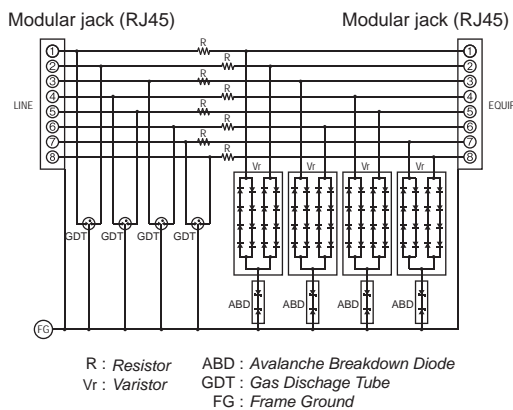 Modular jack (RJ45) Modular jack (RJ45)
R
1 1
R
2 2
R
3 3
LINE R EQUIP
4 4
R
5 5
R
6 6
R
7 7
R
8 8
Vr Vr Vr Vr
GDT GDT GDT GDT
ABD ABD ABD ABD
FG
R : Resistor ABD : Avalanche Breakdown Diode
Vr : Varistor GDT : Gas Dischage Tube
FG : Frame Ground